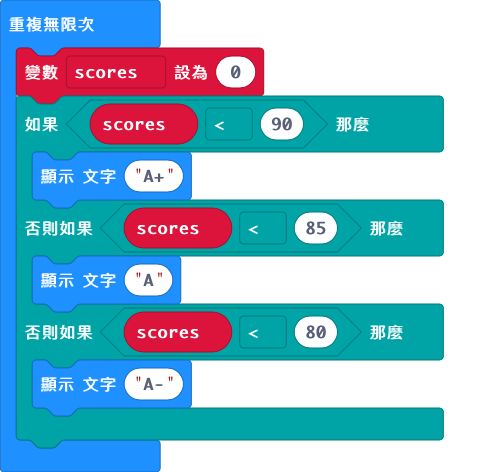 重複無限次
變數 scores 設為 0
如果 scores < 90 那麼
顯示 文字 "A+"
否則如果 scores < 85 那麼
顯示 文字 "A"
否則如果 scores < 80 那麼
顯示 文字 "A-"